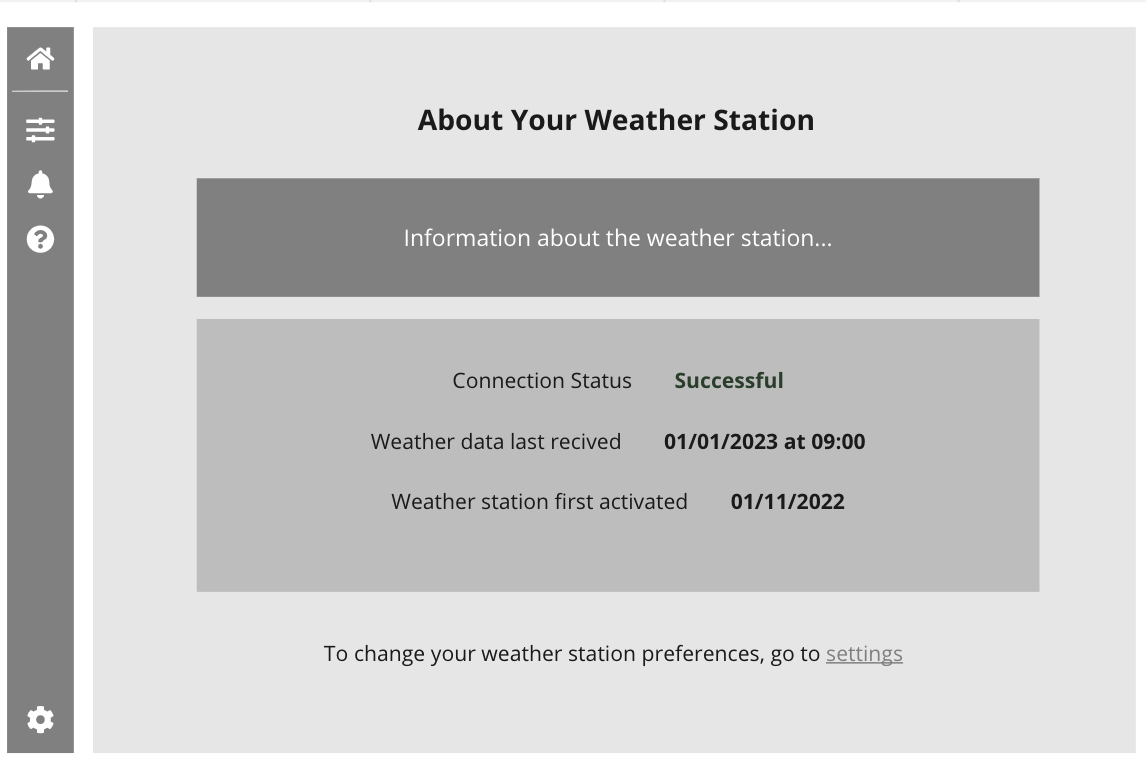 About Your Weather Station
Information about the weather station...
Connection Status Successful
Weather data last recived 01/01/2023 at 09:00
Weather station first activated 01/11/2022
To change your weather station preferences, go to settings